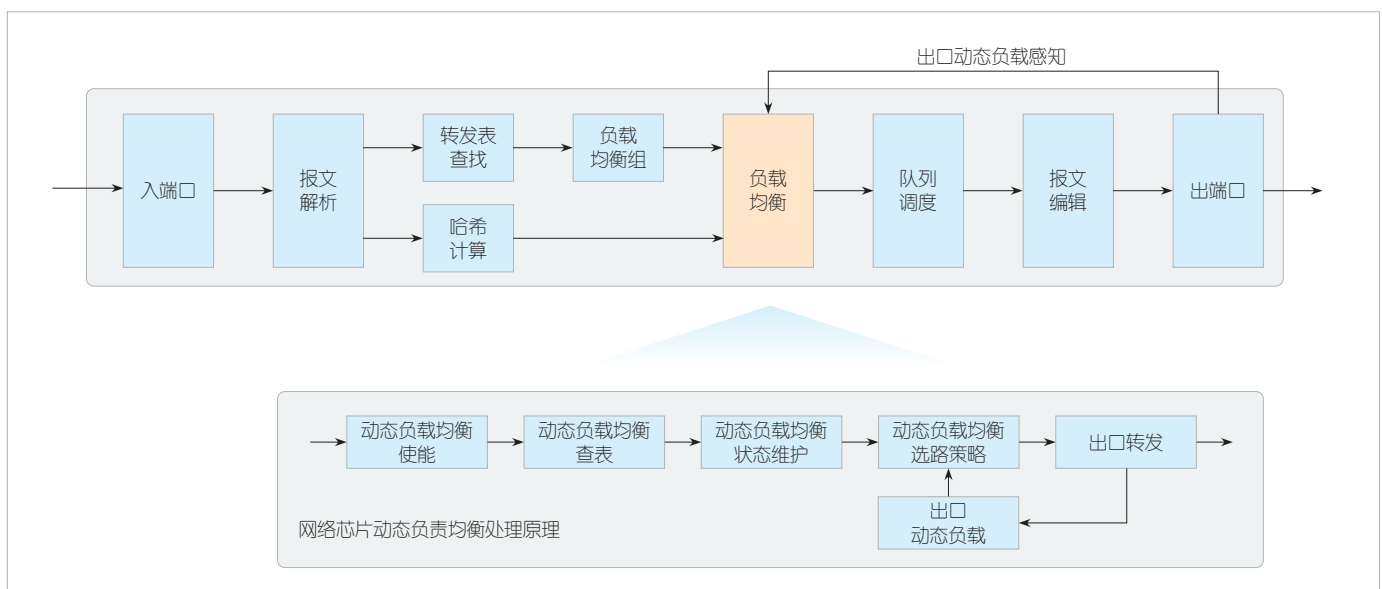 出口动态负载感知
入端口
报文
解析
转发表
查找
负载
均衡组
哈希
计算
负载
均衡
队列
调度
报文
编辑
出端口
动态负载均衡
使能
动态负载均衡
查表
动态负载均衡
状态维护
动态负载均衡
选路策略
出口转发
出口
动态负载
网络芯片动态负责均衡处理原理